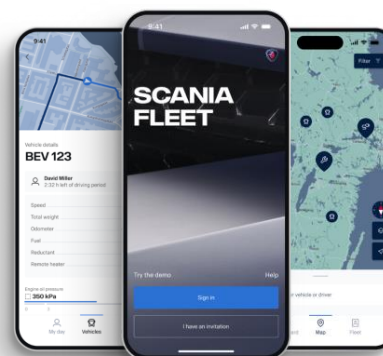 9:41
Vehicle details
BEV 123
David Miller
2:32 h left of driving period
Speed
Total weight
Odometer
Fuel
Reductant
Remote heater
Engine oil pressure
350 kPa
My day
Vehicles
9:41
SCANIA
FLEET
Try the demo
Help
Sign in
I have an invitation
Filter
or vehicle or driver
Map
Fleet